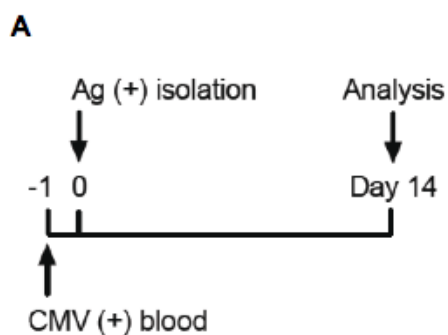 A
Ag (+) isolation Analysis
-1 0 Day 14
CMV (+) blood